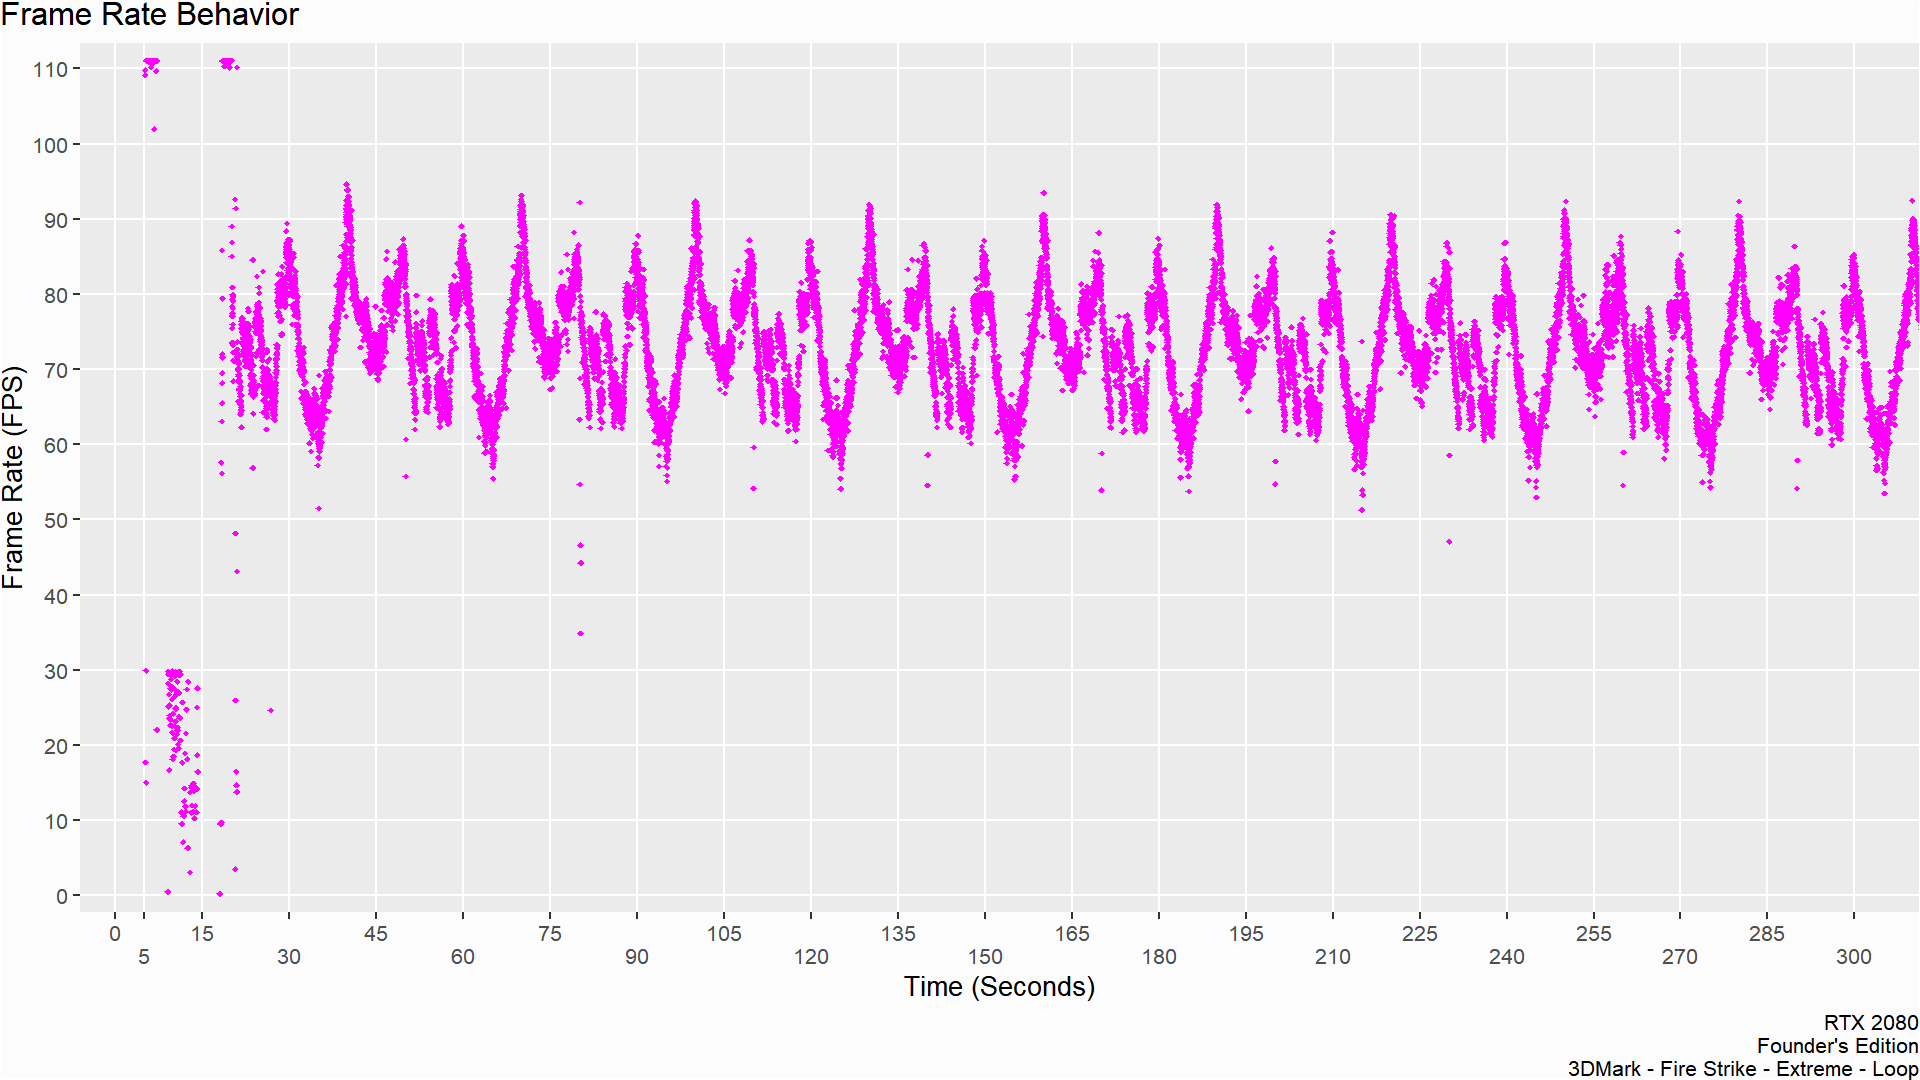 Frame Rate Behavior
110
100
90
80
70
60
50
40
30
20
10
0
Frame Rate (FPS)
0 15 45 75 105 135 165 195 225 255 285
5 30 60 90 120 150 180 210 240 270 300
Time (Seconds)
RTX 2080
Founder's Edition
3DMark - Fire Strike - Extreme - Loop